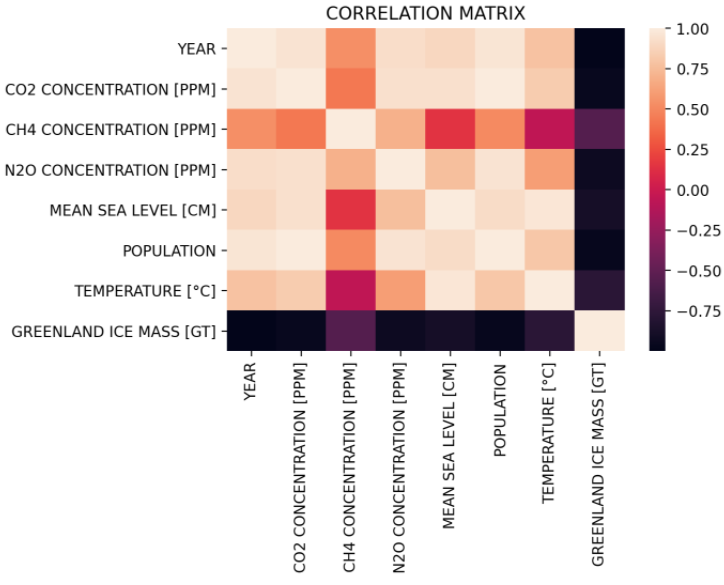 CORRELATION MATRIX
YEAR
CO2 CONCENTRATION [PPM]
CH4 CONCENTRATION [PPM]
N2O CONCENTRATION [PPM]
MEAN SEA LEVEL [CM]
POPULATION
TEMPERATURE [°C]
GREENLAND ICE MASS [GT]
YEAR
CO2 CONCENTRATION [PPM]
CH4 CONCENTRATION [PPM]
N2O CONCENTRATION [PPM]
MEAN SEA LEVEL [CM]
POPULATION
TEMPERATURE [°C]
GREENLAND ICE MASS [GT]
1.00
0.75
0.50
0.25
0.00
−0.25
−0.50
−0.75